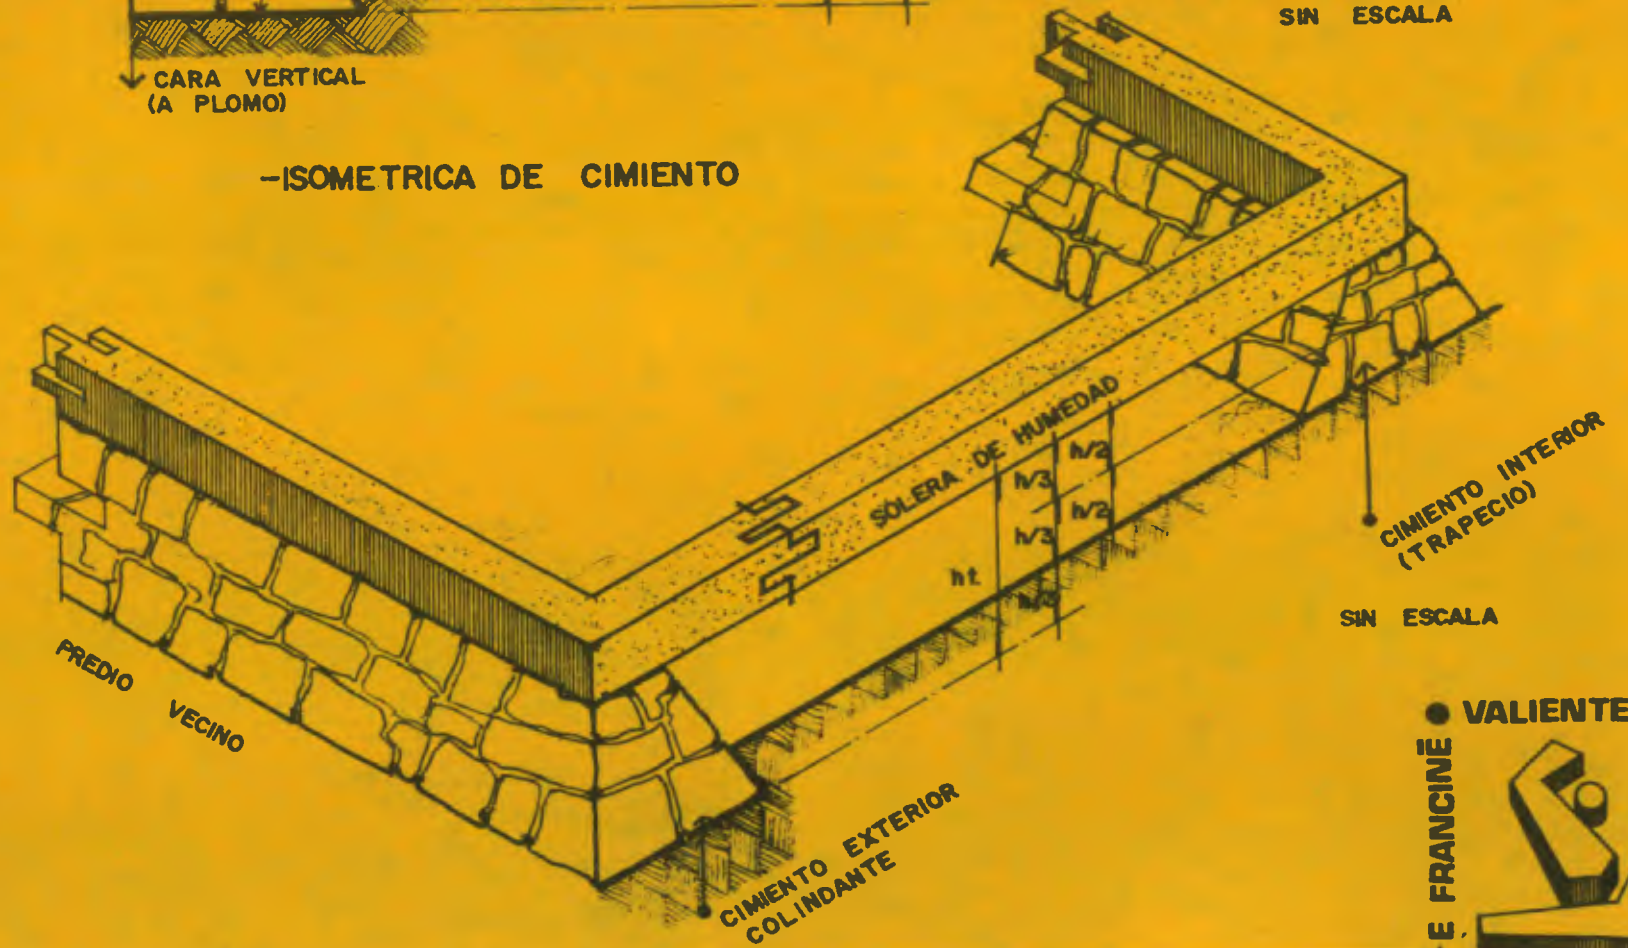 SIN ESCALA
CARA VERTICAL
(A PLOMO)
-ISOMETRICA DE CIMIENTO
SOLERA DE HUMEDAD
h/2
h/3
h/2
h/3
ht
CIMIENTO INTERIOR
(TRAPECIO)
SIN ESCALA
PREDIO VECINO
VALIENTE
E FRANCINE
CIMIENTO EXTERIOR
COLINDANTE